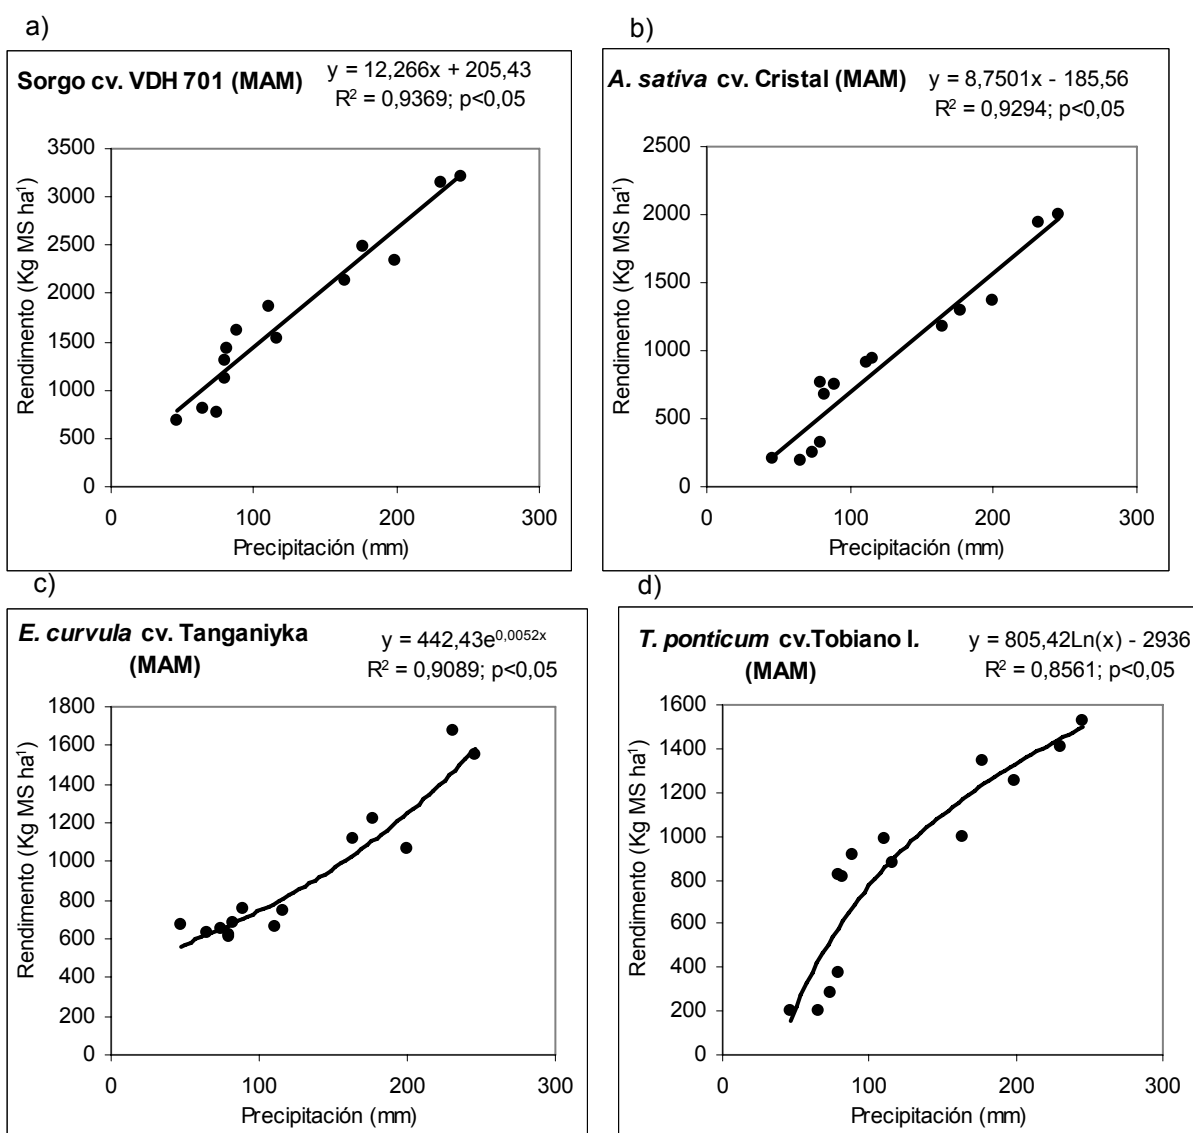 a)
Sorgo cv. VDH 701 (MAM)
y = 12,266x + 205,43
R² = 0,9369; p<0,05
Rendimento (Kg MS ha¹)
3500
3000
2500
2000
1500
1000
500
0
0 100 200 300
Precipitación (mm)
b)
A. sativa cv. Cristal (MAM)
y = 8,7501x - 185,56
R² = 0,9294; p<0,05
Rendimento (Kg MS ha¹)
2500
2000
1500
1000
500
0
0 100 200 300
Precipitación (mm)
c)
E. curvula cv. Tanganiyka
(MAM)
y = 442,43e^0,0052x
R² = 0,9089; p<0,05
Rendimento (Kg MS ha¹)
1800
1600
1400
1200
1000
800
600
400
200
0
0 100 200 300
Precipitación (mm)
d)
T. ponticum cv.Tobiano I.
(MAM)
y = 805,42Ln(x) - 2936
R² = 0,8561; p<0,05
Rendimento (Kg MS ha¹)
1600
1400
1200
1000
800
600
400
200
0
0 100 200 300
Precipitación (mm)